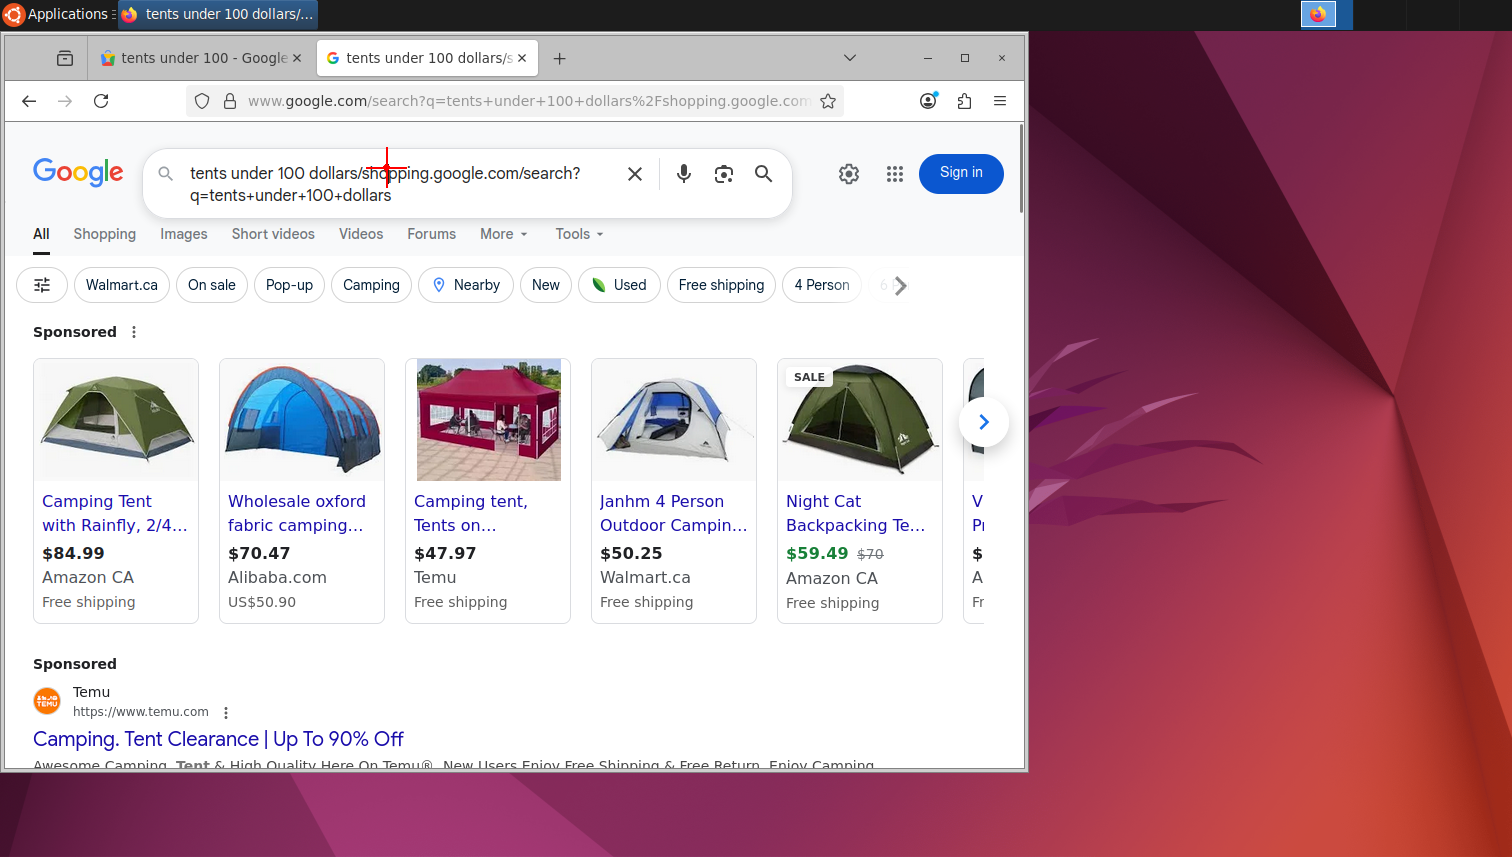 Applications
tents under 100 dollars/...
tents under 100 - Google
tents under 100 dollars/s
www.google.com/search?q=tents+under+100+dollars%2Fshopping.google.com
Google
tents under 100 dollars/shopping.google.com/search?
q=tents+under+100+dollars
Sign in
All
Shopping
Images
Short videos
Videos
Forums
More
Tools
Walmart.ca
On sale
Pop-up
Camping
Nearby
New
Used
Free shipping
4 Person
6 P
Sponsored
SALE
Camping Tent
with Rainfly, 2/4...
$84.99
Amazon CA
Free shipping
Wholesale oxford
fabric camping...
$70.47
Alibaba.com
US$50.90
Camping tent,
Tents on...
$47.97
Temu
Free shipping
Janhm 4 Person
Outdoor Campin...
$50.25
Walmart.ca
Free shipping
Night Cat
Backpacking Te...
$59.49 $70
Amazon CA
Free shipping
V
Pr
$
A
Fr
Sponsored
TEMU
Temu
https://www.temu.com
Camping. Tent Clearance | Up To 90% Off
Awesome Camping. Tent & High Quality Here On Temu®. New Users Enjoy Free Shipping & Free Return. Enjoy Camping.